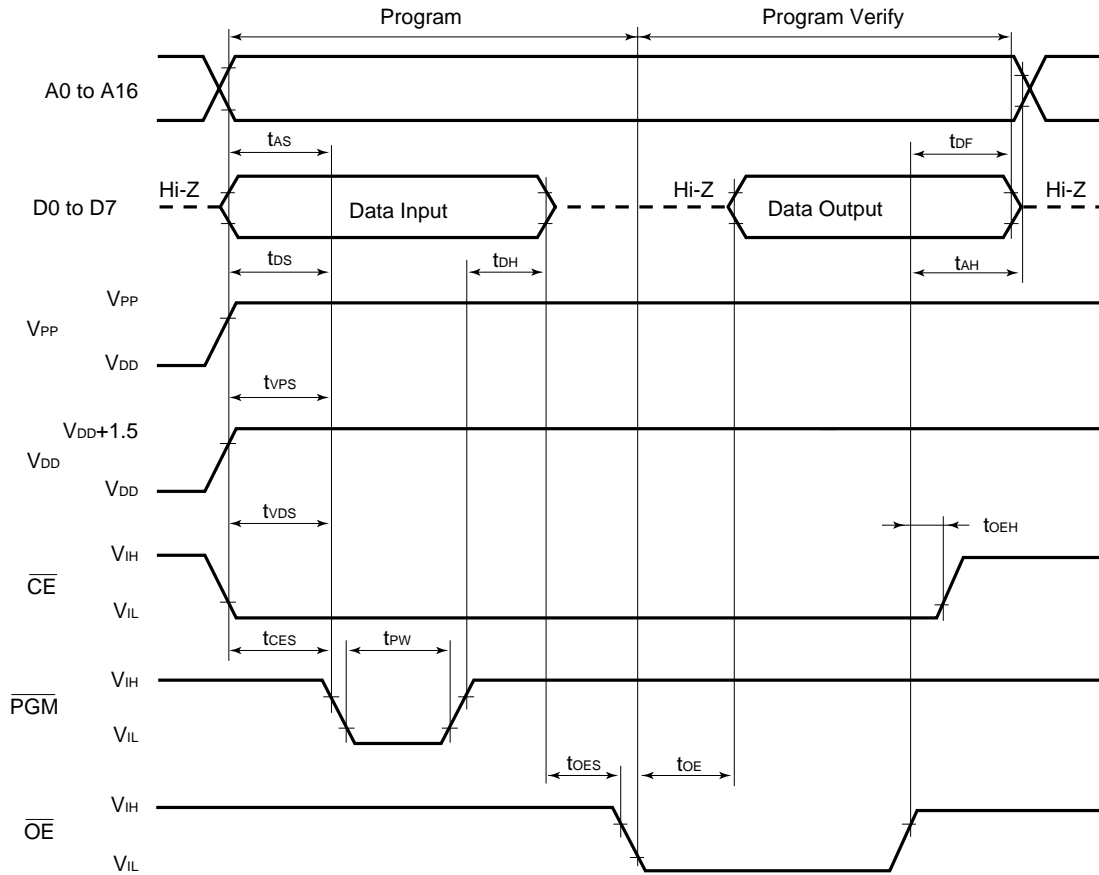 Program Program Verify
A0 to A16
tAS tDF
D0 to D7 Hi-Z Data Input Hi-Z Data Output Hi-Z
tDS tDH tAH
VPP
VPP
VDD
tVPS
VDD+1.5
VDD
VDD
tVDS
tOEH
VIH
CE
VIL
tCES tPW
VIH
PGM
VIL
tOES tOE
VIH
OE
VIL